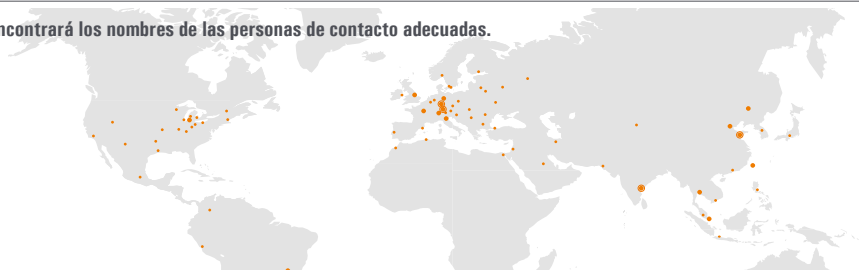 ncontrará los nombres de las personas de contacto adecuadas.